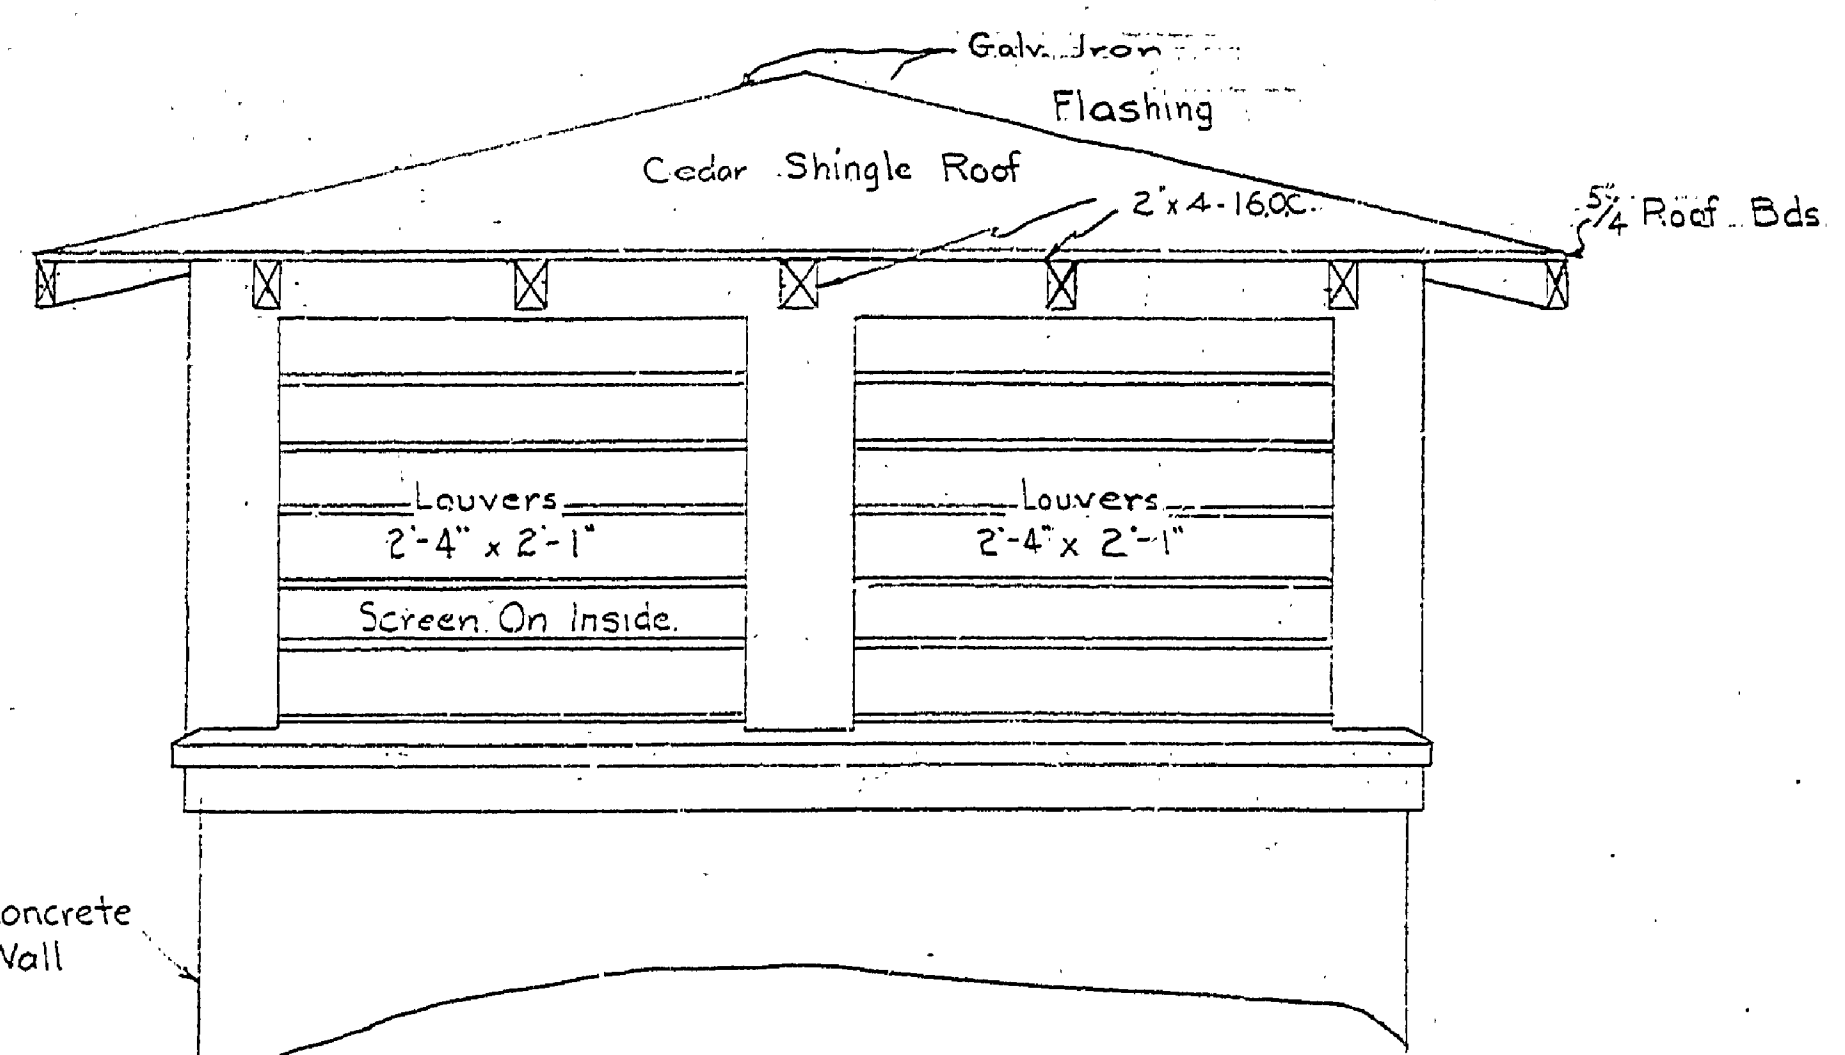 Galv. Iron
Flashing
Cedar Shingle Roof
2"x4-16.O.C.
5/4" Roof Bds.
Louvers
2'-4" x 2'-1"
Screen On Inside.
Louvers
2'-4" x 2'-1"
oncrete
Wall